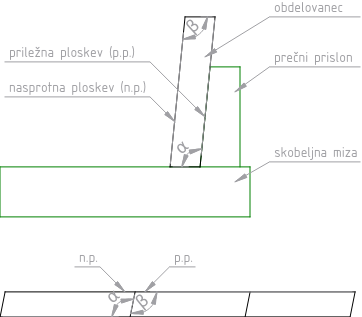 obdelovanec
β
priležna ploskev (p.p.)
prečni prislon
nasprotna ploskev (n.p.)
α
skobeljna miza
n.p.
p.p.
α
β